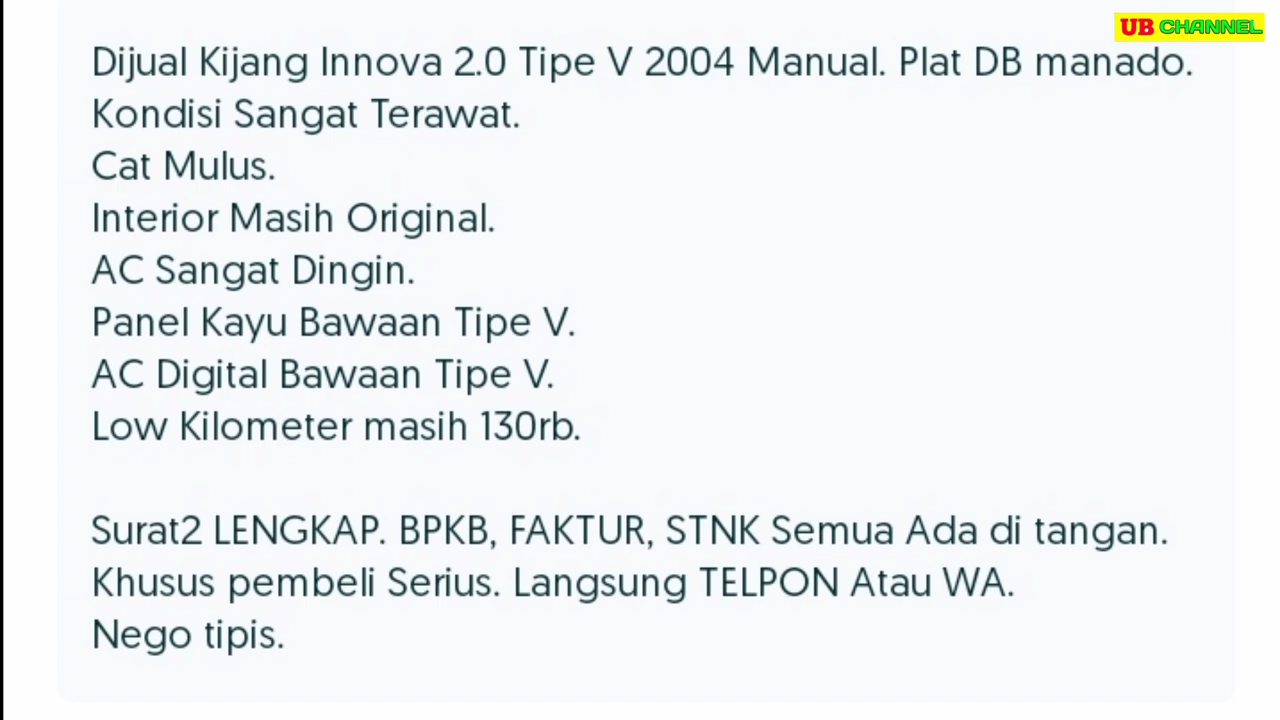 UB CHANNEL
Dijual Kijang Innova 2.0 Tipe V 2004 Manual. Plat DB manado.
Kondisi Sangat Terawat.
Cat Mulus.
Interior Masih Original.
AC Sangat Dingin.
Panel Kayu Bawaan Tipe V.
AC Digital Bawaan Tipe V.
Low Kilometer masih 130rb.
Surat2 LENGKAP. BPKB, FAKTUR, STNK Semua Ada di tangan.
Khusus pembeli Serius. Langsung TELPON Atau WA.
Nego tipis.